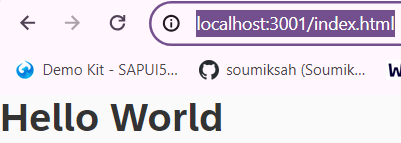 localhost:3001/index.html
Demo Kit - SAPUI5... soumiksah (Soumik...
Hello World